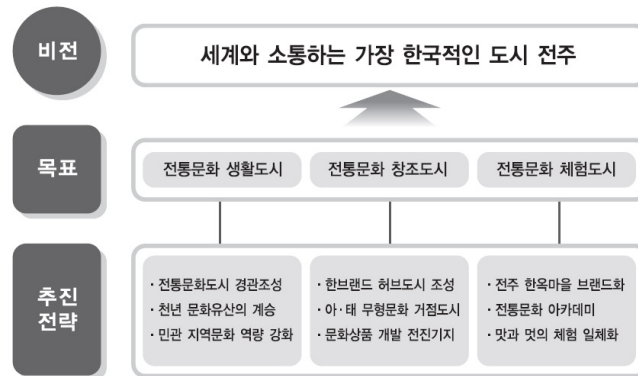 비전
세계와 소통하는 가장 한국적인 도시 전주
목표
전통문화 생활도시
전통문화 창조도시
전통문화 체험도시
추진
전략
· 전통문화도시 경관조성
· 천년 문화유산의 계승
· 민관 지역문화 역량 강화
· 한브랜드 허브도시 조성
· 아·태 무형문화 거점도시
· 문화상품 개발 전진기지
· 전주 한옥마을 브랜드화
· 전통문화 아카데미
· 맛과 멋의 체험 일체화